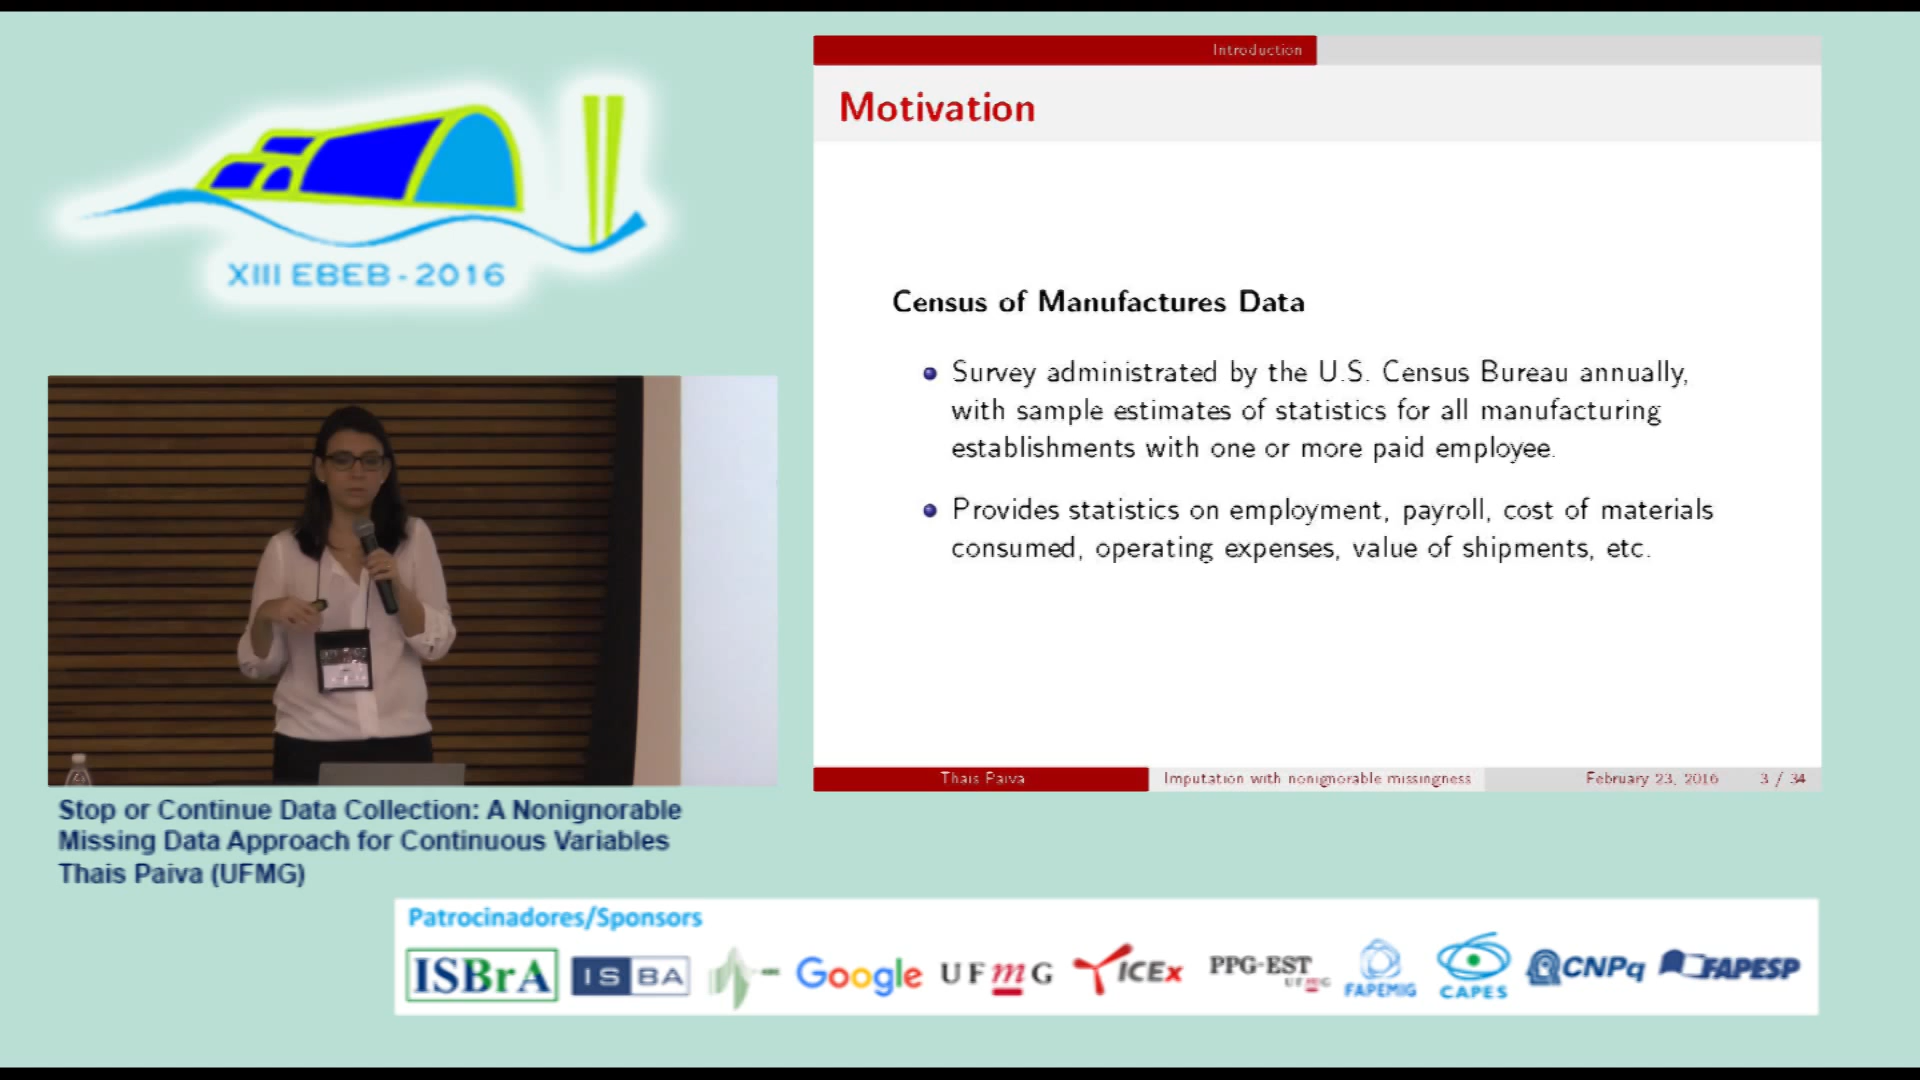 XIII EBEB - 2016
Introduction
Motivation
Census of Manufactures Data
Survey administrated by the U.S. Census Bureau annually,
with sample estimates of statistics for all manufacturing
establishments with one or more paid employee.
Provides statistics on employment, payroll, cost of materials
consumed, operating expenses, value of shipments, etc.
Thais Paiva
Imputation with nonignorable missingness
February 23, 2016
3 / 34
Stop or Continue Data Collection: A Nonignorable
Missing Data Approach for Continuous Variables
Thais Paiva (UFMG)
Patrocinadores/Sponsors
ISBrA
ISBA
Google
UFmG
ICEx
PPG-EST
UFmG
FAPEMIG
CAPES
CNPq
FAPESP